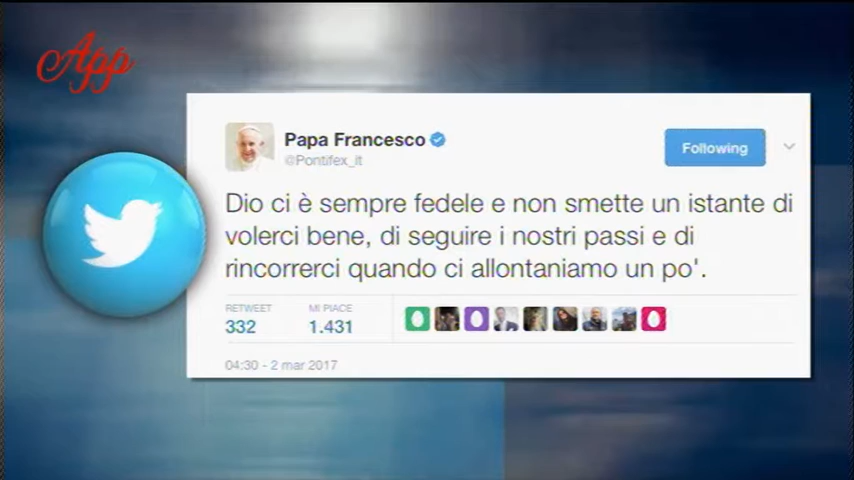 App
Papa Francesco
@Pontifex_it
Following
Dio ci è sempre fedele e non smette un istante di
volerci bene, di seguire i nostri passi e di
rincorrerci quando ci allontaniamo un po'.
RETWEET MI PIACE
332 1.431
04:30 - 2 mar 2017